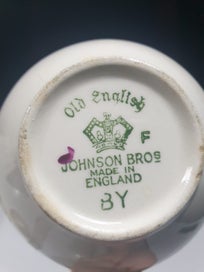 Old English
F
JOHNSON BROS
MADE IN
ENGLAND
BY